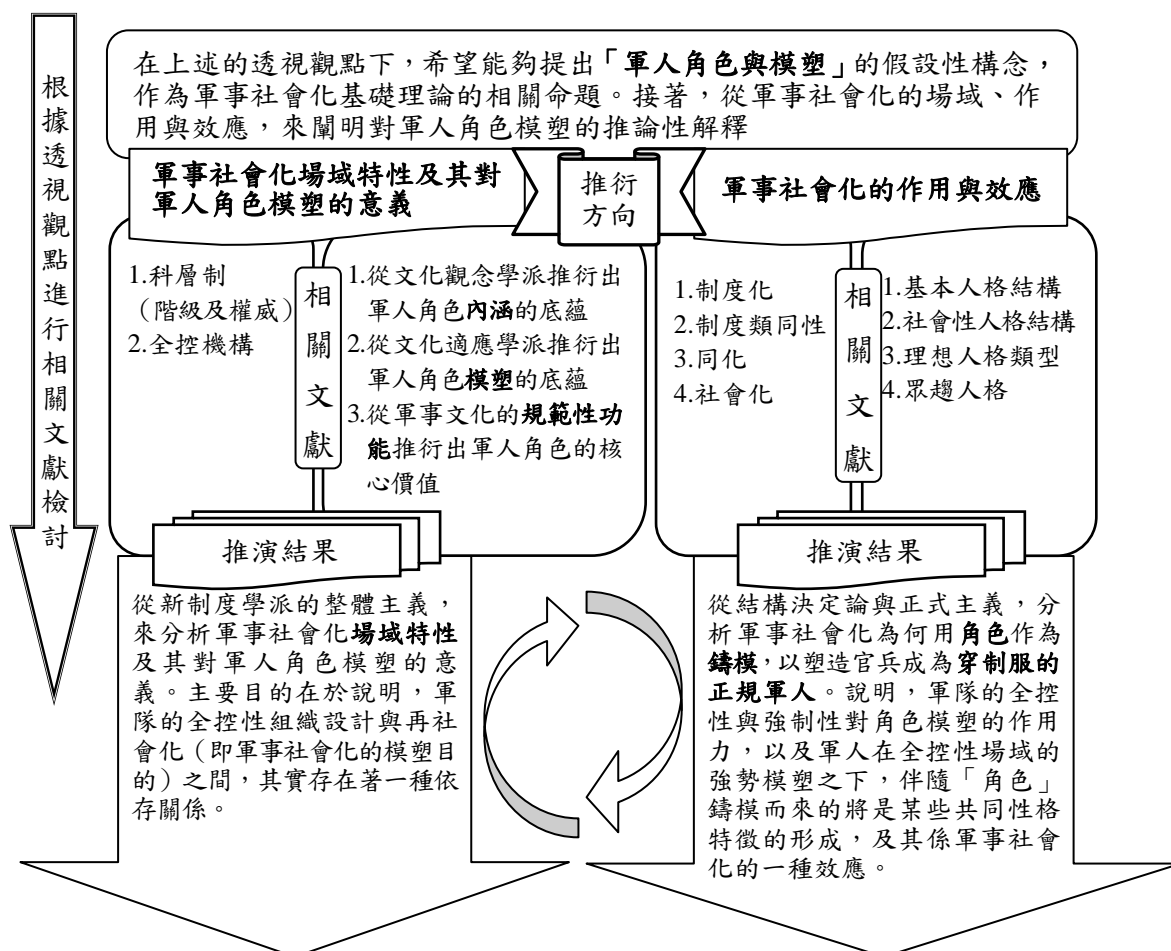 根據透視觀點進行相關文獻檢討
在上述的透視觀點下，希望能夠提出「軍人角色與模塑」的假設性構念，
作為軍事社會化基礎理論的相關命題。接著，從軍事社會化的場域、作
用與效應，來闡明對軍人角色模塑的推論性解釋
軍事社會化場域特性及其對
軍人角色模塑的意義
推衍
方向
軍事社會化的作用與效應
1.科層制
（階級及權威）
2.全控機構
相關文獻
1.從文化觀念學派推衍出
軍人角色內涵的底蘊
2.從文化適應學派推衍出
軍人角色模塑的底蘊
3.從軍事文化的規範性功
能推衍出軍人角色的核
心價值
1.制度化
2.制度類同性
3.同化
4.社會化
相關文獻
1.基本人格結構
2.社會性人格結構
3.理想人格類型
4.眾趨人格
推演結果
從新制度學派的整體主義，
來分析軍事社會化場域特性
及其對軍人角色模塑的意
義。主要目的在於說明，軍
隊的全控性組織設計與再社
會化（即軍事社會化的模塑目
的）之間，其實存在著一種依
存關係。
推演結果
從結構決定論與正式主義，分
析軍事社會化為何用角色作為
鑄模，以塑造官兵成為穿制服的
正規軍人。說明，軍隊的全控
性與強制性對角色模塑的作用
力，以及軍人在全控性場域的
強勢模塑之下，伴隨「角色」
鑄模而來的將是某些共同性格
特徵的形成，及其係軍事社會
化的一種效應。